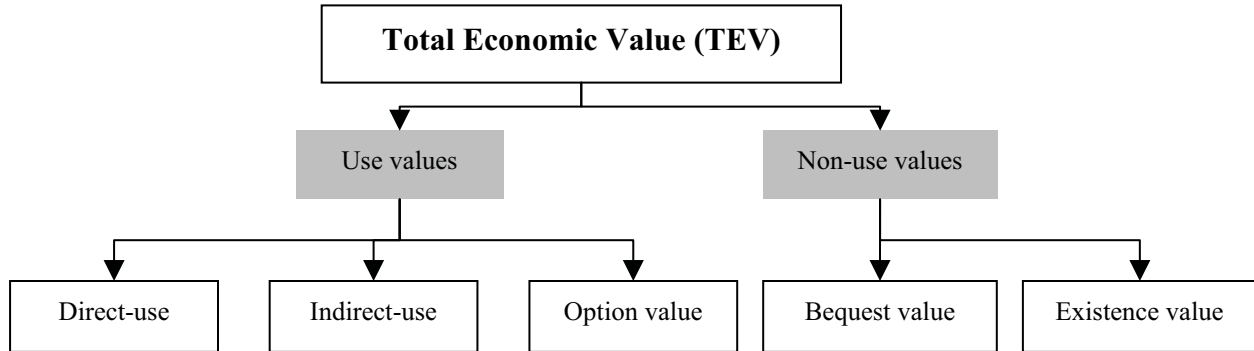 Total Economic Value (TEV)
Use values
Non-use values
Direct-use
Indirect-use
Option value
Bequest value
Existence value